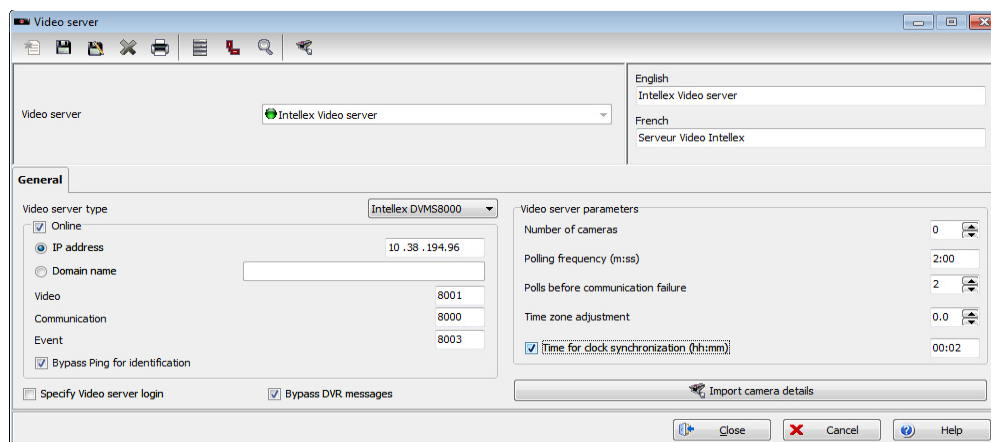 Video server
Video server
Intellex Video server
English
Intellex Video server
French
Serveur Video Intellex
General
Video server type
Intellex DVMS8000
Online
IP address
10 .38 .194.96
Domain name
Video
8001
Communication
8000
Event
8003
Bypass Ping for identification
Specify Video server login
Bypass DVR messages
Video server parameters
Number of cameras
0
Polling frequency (m:ss)
2:00
Polls before communication failure
2
Time zone adjustment
0.0
Time for clock synchronization (hh:mm)
00:02
Import camera details
Close
Cancel
Help